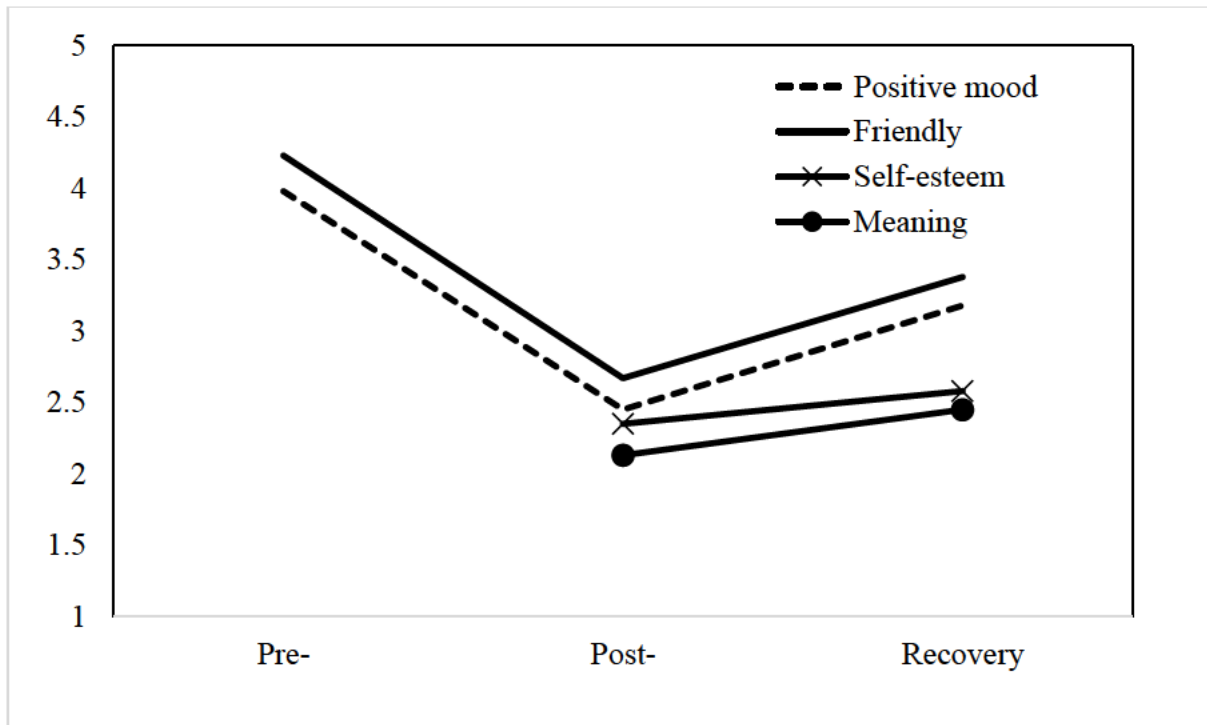 5
4.5
4
3.5
3
2.5
2
1.5
1
Positive mood
Friendly
Self-esteem
Meaning
Pre-
Post-
Recovery